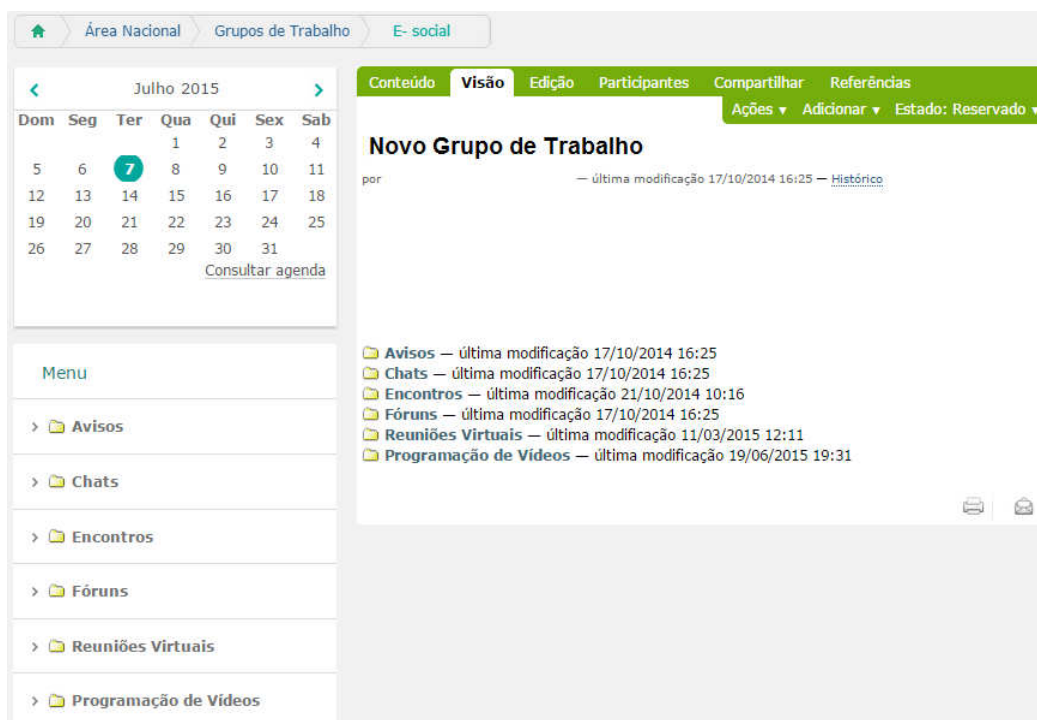 Área Nacional Grupos de Trabalho E- social
Julho 2015
Dom Seg Ter Qua Qui Sex Sab
1 2 3 4
5 6 7 8 9 10 11
12 13 14 15 16 17 18
19 20 21 22 23 24 25
26 27 28 29 30 31
Consultar agenda
Menu
Avisos
Chats
Encontros
Fóruns
Reuniões Virtuais
Programação de Vídeos
Conteúdo Visão Edição Participantes Compartilhar Referências
Ações Adicionar Estado: Reservado
Novo Grupo de Trabalho
por — última modificação 17/10/2014 16:25 — Histórico
Avisos — última modificação 17/10/2014 16:25
Chats — última modificação 17/10/2014 16:25
Encontros — última modificação 21/10/2014 10:16
Fóruns — última modificação 17/10/2014 16:25
Reuniões Virtuais — última modificação 11/03/2015 12:11
Programação de Vídeos — última modificação 19/06/2015 19:31